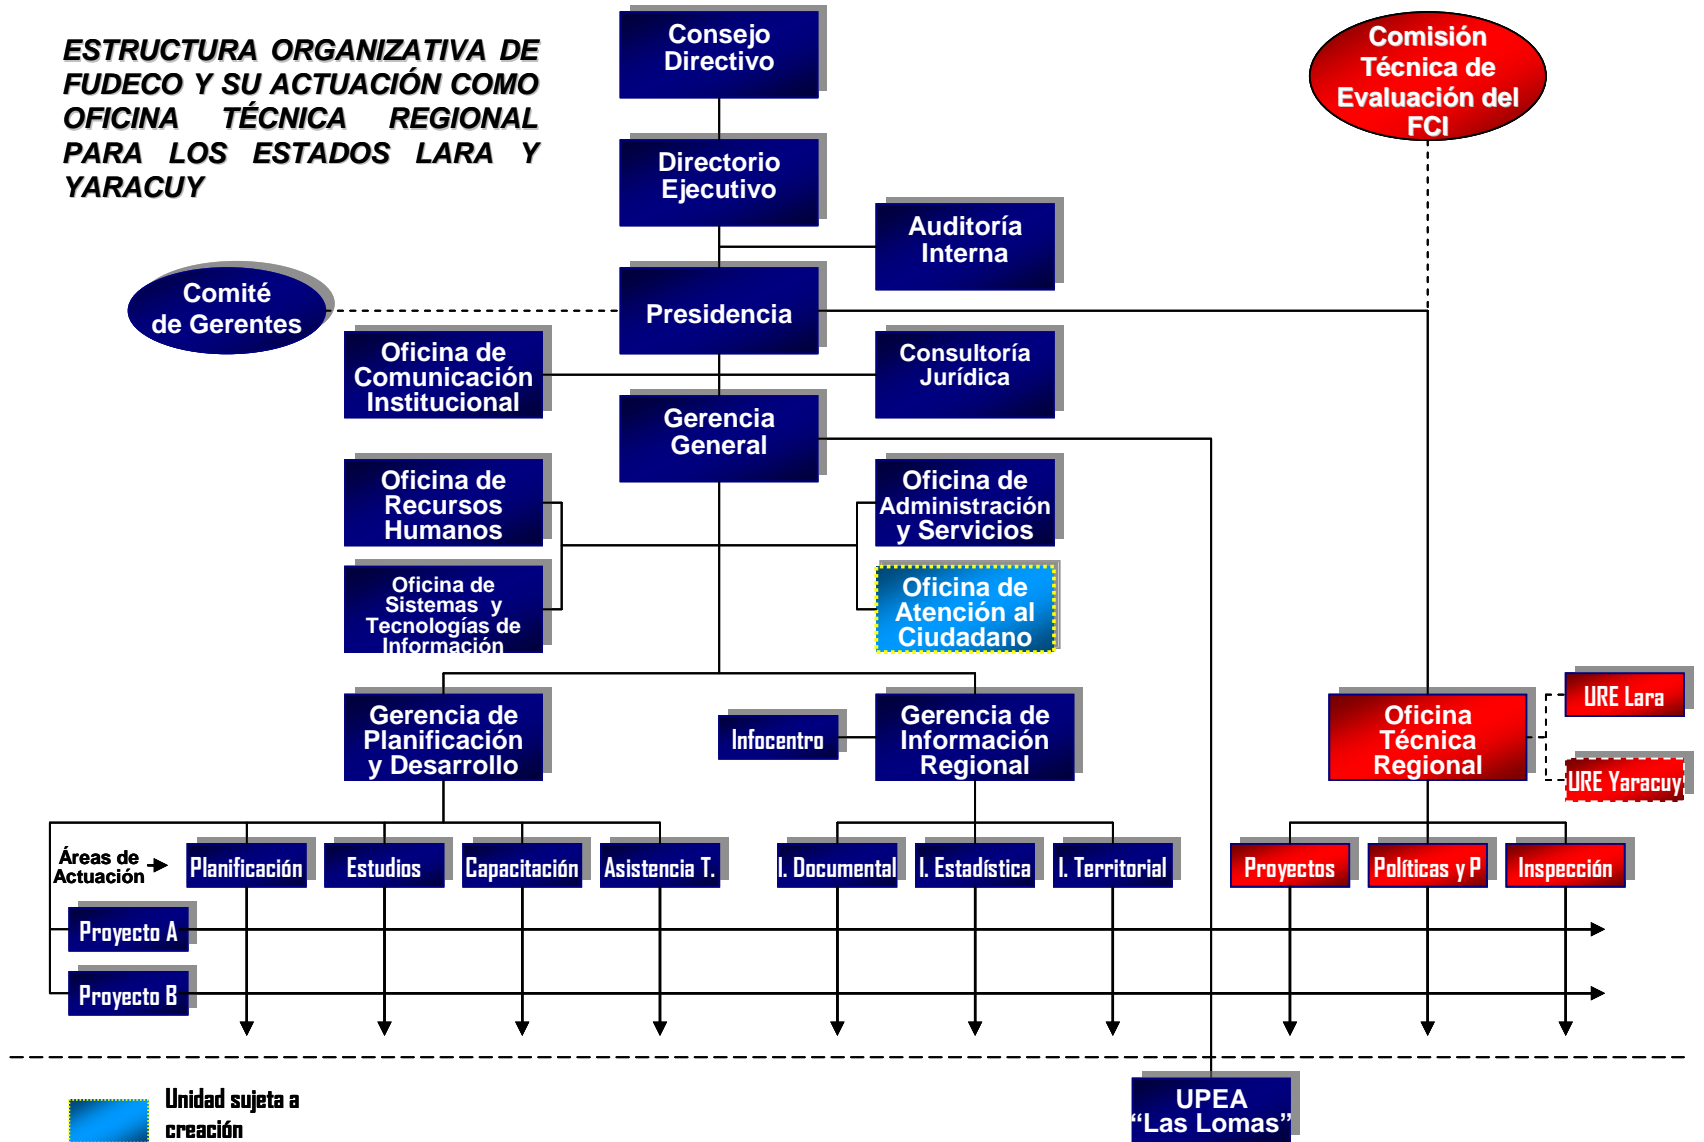 ESTRUCTURA ORGANIZATIVA DE
FUDECO Y SU ACTUACIÓN COMO
OFICINA TÉCNICA REGIONAL
PARA LOS ESTADOS LARA Y
YARACUY
Consejo
Directivo
Comisión
Técnica de
Evaluación del
FCI
Directorio
Ejecutivo
Auditoría
Interna
Comité
de Gerentes
Presidencia
Oficina de
Comunicación
Institucional
Consultoría
Jurídica
Gerencia
General
Oficina de
Recursos
Humanos
Oficina de
Administración
y Servicios
Oficina de
Sistemas y
Tecnologías de
Información
Oficina de
Atención al
Ciudadano
Gerencia de
Planificación
y Desarrollo
Infocentro
Gerencia de
Información
Regional
Oficina
Técnica
Regional
URE Lara
URE Yaracuy
Áreas de
Actuación
Planificación
Estudios
Capacitación
Asistencia T.
I. Documental
I. Estadística
I. Territorial
Proyectos
Políticas y P
Inspección
Proyecto A
Proyecto B
Unidad sujeta a
creación
UPEA
“Las Lomas”